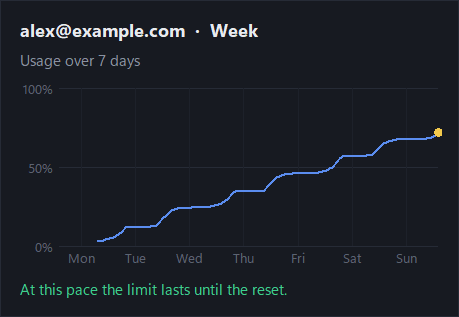 alex@example.com · Week
Usage over 7 days
100%
50%
0%
Mon Tue Wed Thu Fri Sat Sun
At this pace the limit lasts until the reset.